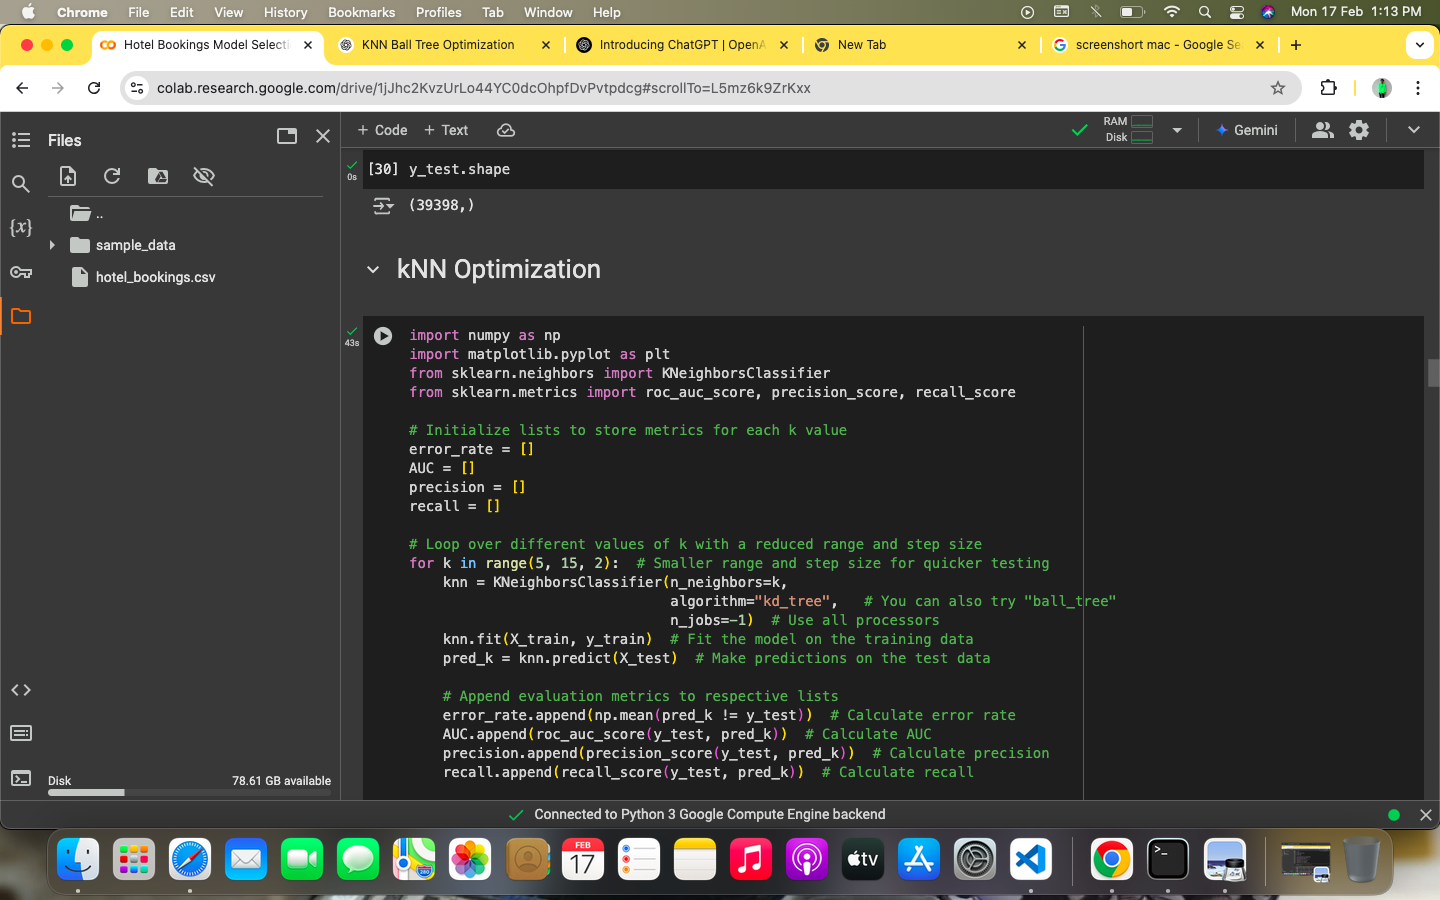 Chrome File Edit View History Bookmarks Profiles Tab Window Help Mon 17 Feb 1:13 PM
Hotel Bookings Model Selecti KNN Ball Tree Optimization Introducing ChatGPT | OpenA New Tab screenshort mac - Google Se
colab.research.google.com/drive/1jJhc2KvzUrLo44YC0dcOhpfDvPvtpdcg#scrollTo=L5mz6k9ZrKxx
Files
+ Code + Text
RAM
Disk
Gemini
..
sample_data
hotel_bookings.csv
{x}
Disk 78.61 GB available
0s
[30] y_test.shape
(39398,)
kNN Optimization
43s
import numpy as np
import matplotlib.pyplot as plt
from sklearn.neighbors import KNeighborsClassifier
from sklearn.metrics import roc_auc_score, precision_score, recall_score
# Initialize lists to store metrics for each k value
error_rate = []
AUC = []
precision = []
recall = []
# Loop over different values of k with a reduced range and step size
for k in range(5, 15, 2):  # Smaller range and step size for quicker testing
    knn = KNeighborsClassifier(n_neighbors=k,
                               algorithm="kd_tree",   # You can also try "ball_tree"
                               n_jobs=-1)  # Use all processors
    knn.fit(X_train, y_train)  # Fit the model on the training data
    pred_k = knn.predict(X_test)  # Make predictions on the test data
    # Append evaluation metrics to respective lists
    error_rate.append(np.mean(pred_k != y_test))  # Calculate error rate
    AUC.append(roc_auc_score(y_test, pred_k))  # Calculate AUC
    precision.append(precision_score(y_test, pred_k))  # Calculate precision
    recall.append(recall_score(y_test, pred_k))  # Calculate recall
Connected to Python 3 Google Compute Engine backend
FEB
17
tv
280